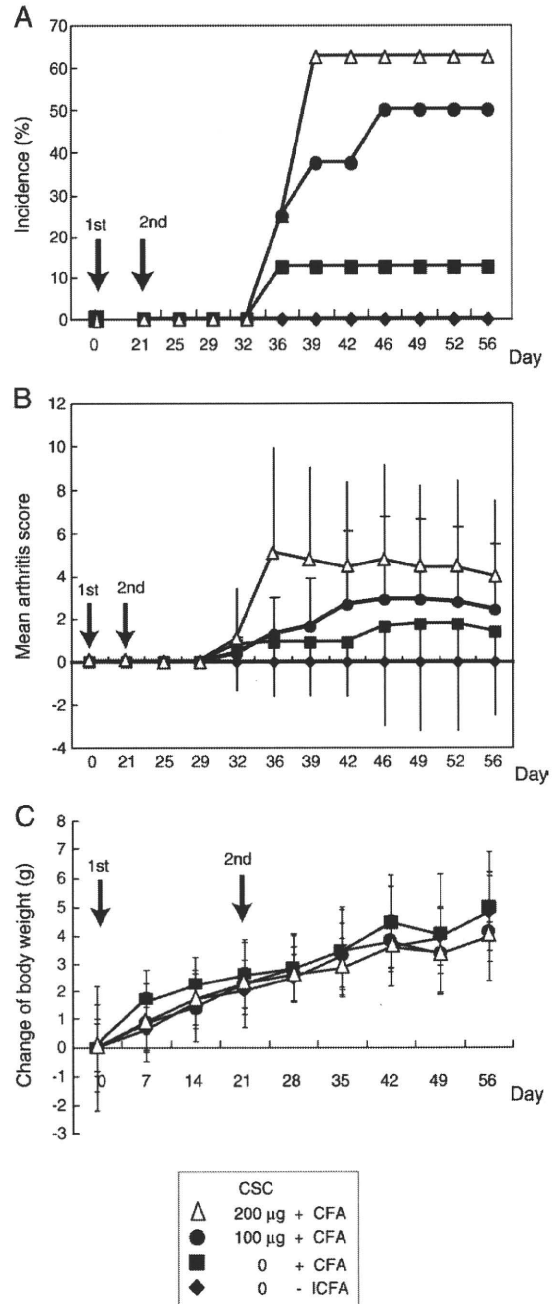 A
Incidence (%)
70
60
50
40
30
20
10
0
1st
2nd
0 21 25 29 32 36 39 42 46 49 52 56 Day
B
Mean arthritis score
12
10
8
6
4
2
0
-2
-4
1st
2nd
0 21 25 29 32 36 39 42 46 49 52 56 Day
C
Change of body weight (g)
8
7
6
5
4
3
2
1
0
-1
-2
-3
1st
2nd
0 7 14 21 28 35 42 49 56 Day
CSC
200 µg + CFA
100 µg + CFA
0 + CFA
0 - ICFA